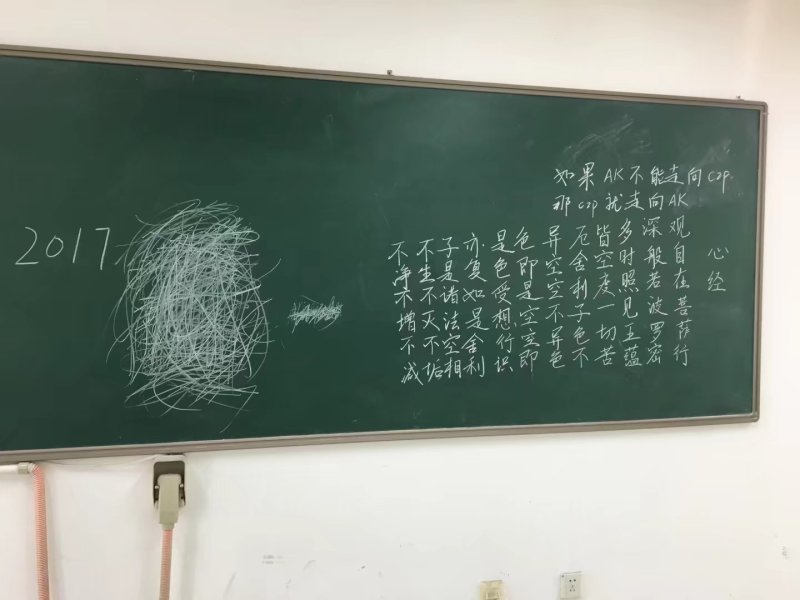 2017
如果AK不能走向czp
那czp就走向AK
心经
观自在菩萨行
深般若波罗密
多时照见五蕴
皆空度一切苦
厄舍利子色不
异空空不异色
色即是空空即
是色受想行识
亦复如是舍利
子是诸法空相
不生不灭不垢
不净不增不减